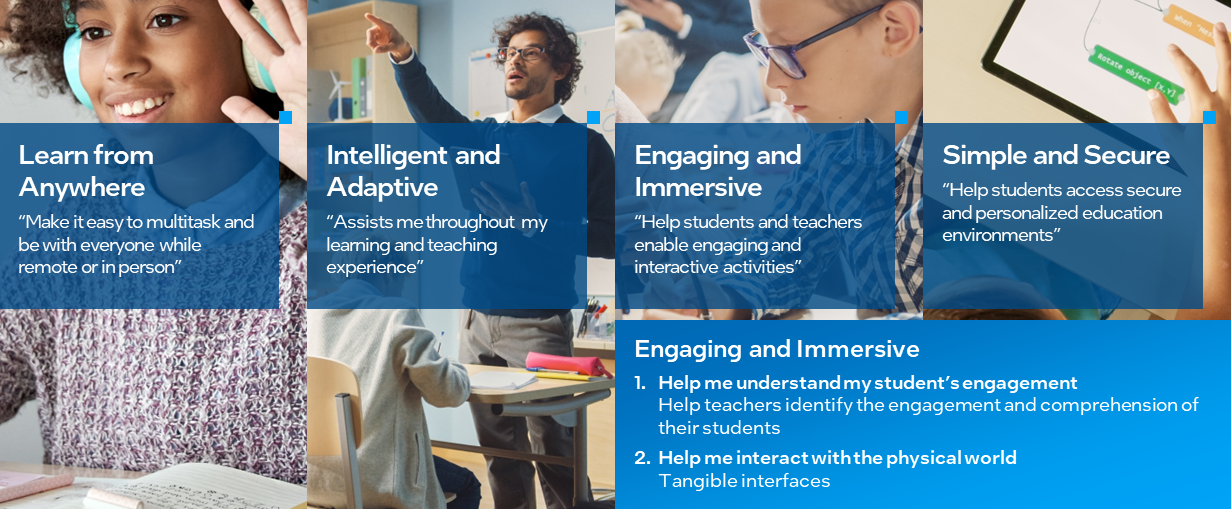 Learn from
Anywhere
“Make it easy to multitask and
be with everyone while
remote or in person”
Intelligent and
Adaptive
“Assists me throughout my
learning and teaching
experience”
Engaging and
Immersive
“Help students and teachers
enable engaging and
interactive activities”
when
Rotate object [X,Y]
Simple and Secure
“Help students access secure
and personalized education
environments”
Engaging and Immersive
1. Help me understand my student’s engagement
Help teachers identify the engagement and comprehension of
their students
2. Help me interact with the physical world
Tangible interfaces